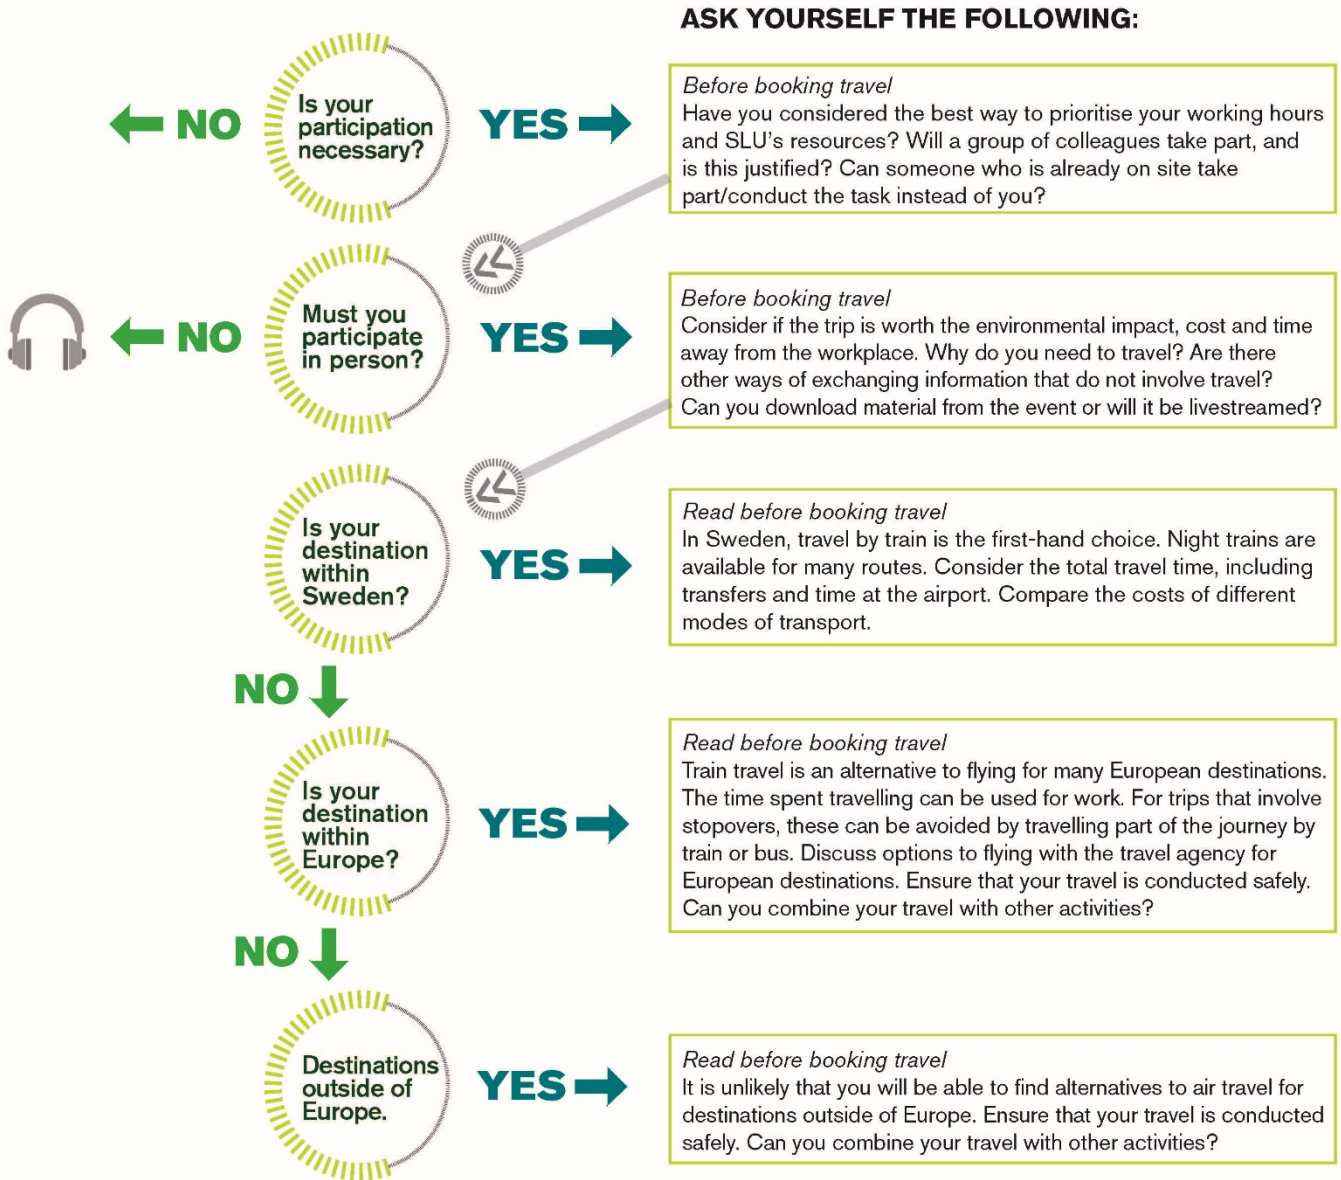 ASK YOURSELF THE FOLLOWING:
NO
Is your
participation
necessary?
YES
Before booking travel
Have you considered the best way to prioritise your working hours
and SLU's resources? Will a group of colleagues take part, and
is this justified? Can someone who is already on site take
part/conduct the task instead of you?
NO
Must you
participate
in person?
YES
Before booking travel
Consider if the trip is worth the environmental impact, cost and time
away from the workplace. Why do you need to travel? Are there
other ways of exchanging information that do not involve travel?
Can you download material from the event or will it be livestreamed?
Is your
destination
within
Sweden?
YES
Read before booking travel
In Sweden, travel by train is the first-hand choice. Night trains are
available for many routes. Consider the total travel time, including
transfers and time at the airport. Compare the costs of different
modes of transport.
NO
Is your
destination
within
Europe?
YES
Read before booking travel
Train travel is an alternative to flying for many European destinations.
The time spent travelling can be used for work. For trips that involve
stopovers, these can be avoided by travelling part of the journey by
train or bus. Discuss options to flying with the travel agency for
European destinations. Ensure that your travel is conducted safely.
Can you combine your travel with other activities?
NO
Destinations
outside of
Europe.
YES
Read before booking travel
It is unlikely that you will be able to find alternatives to air travel for
destinations outside of Europe. Ensure that your travel is conducted
safely. Can you combine your travel with other activities?